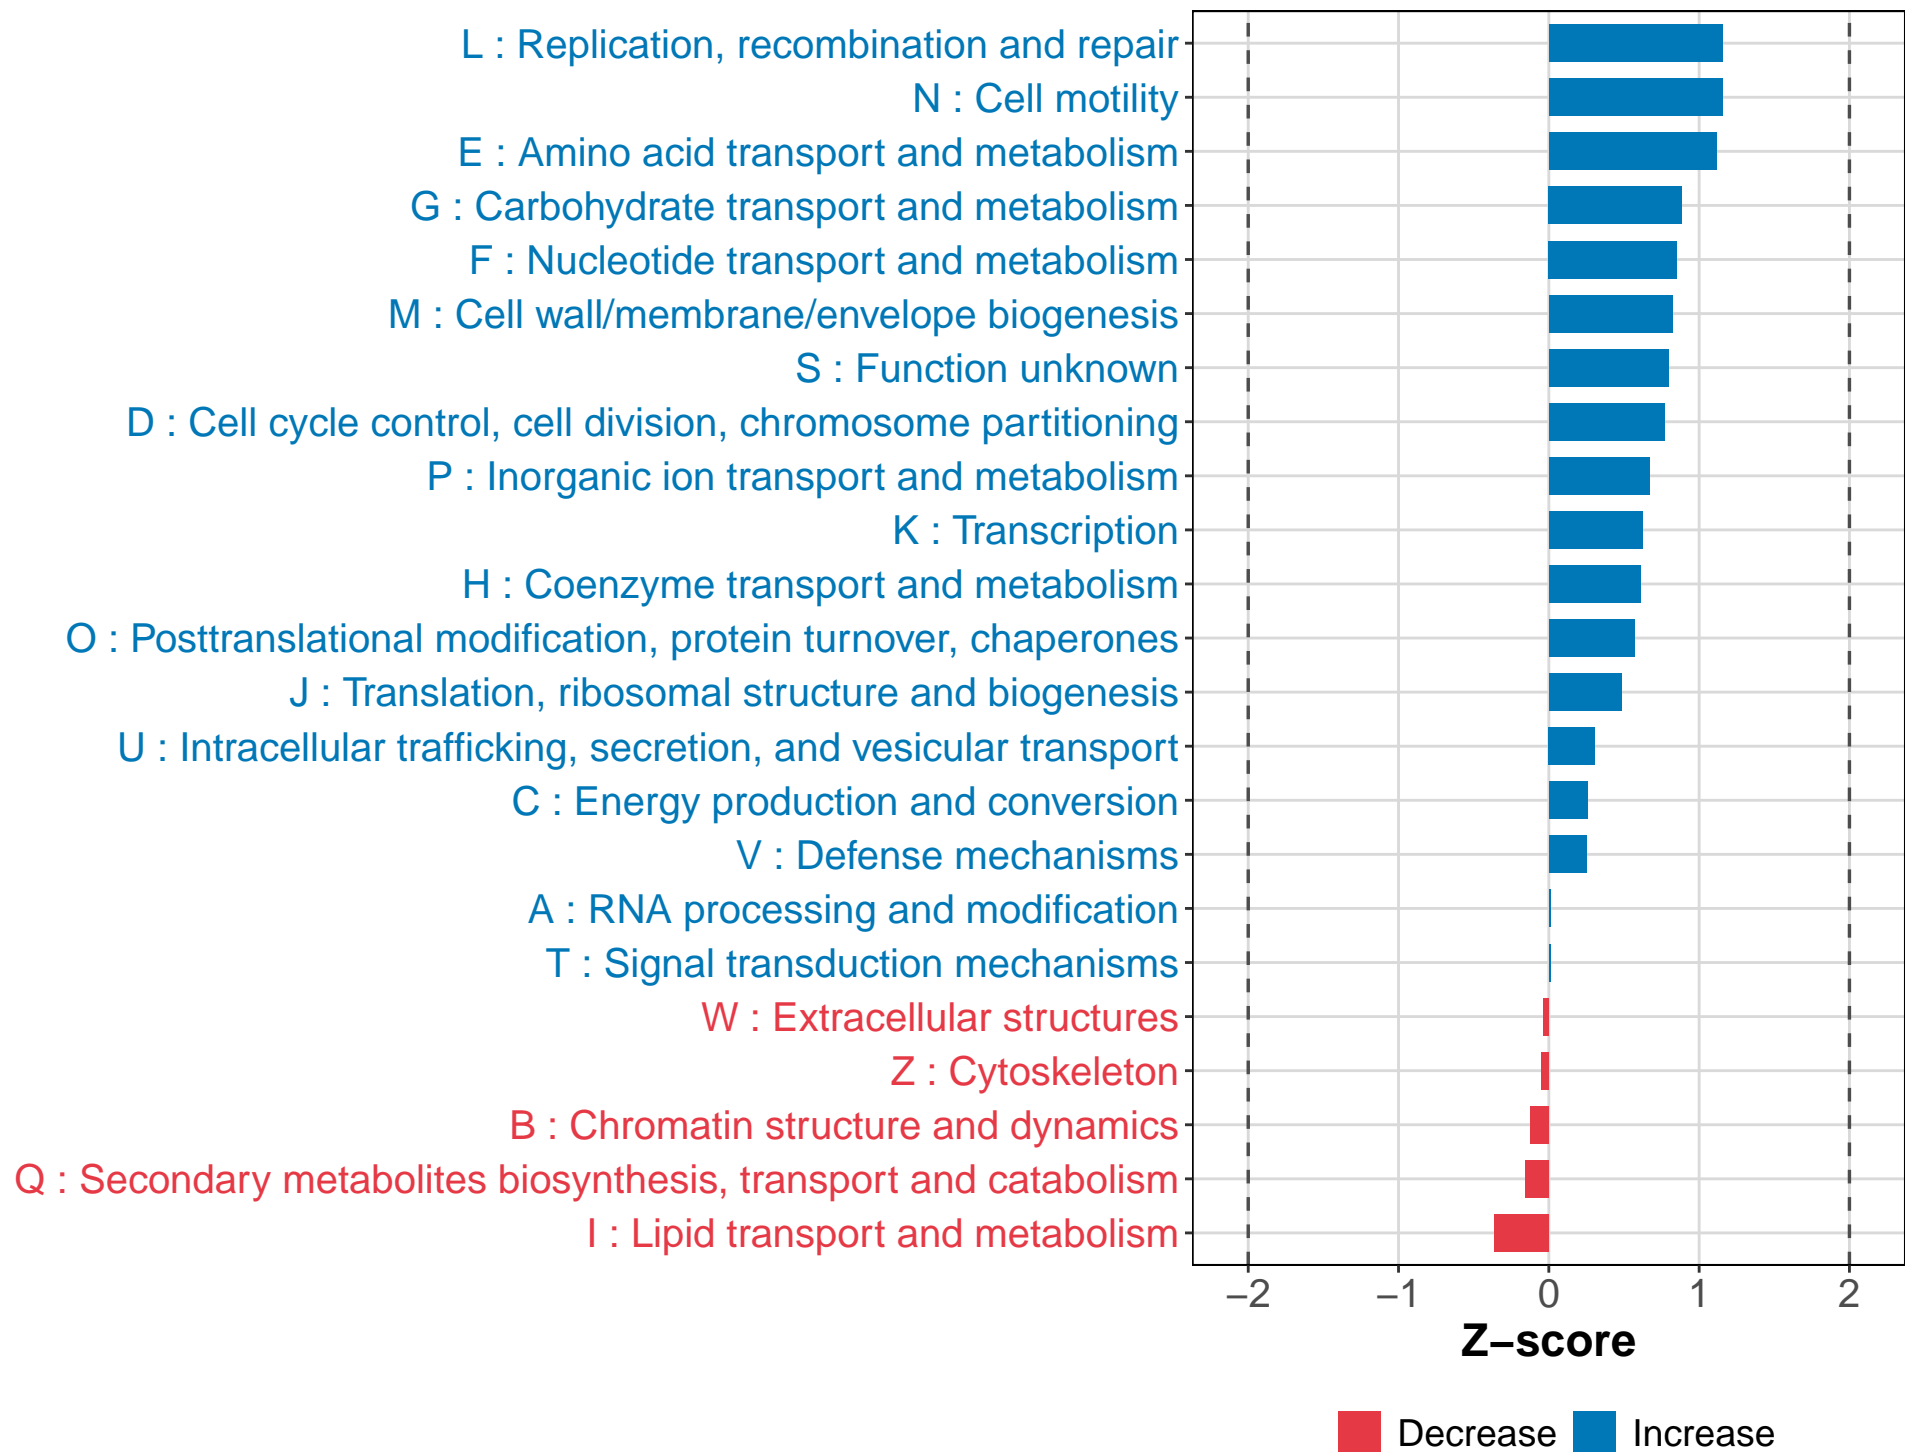 L : Replication, recombination and repair
N : Cell motility
E : Amino acid transport and metabolism
G : Carbohydrate transport and metabolism
F : Nucleotide transport and metabolism
M : Cell wall/membrane/envelope biogenesis
S : Function unknown
D : Cell cycle control, cell division, chromosome partitioning
P : Inorganic ion transport and metabolism
K : Transcription
H : Coenzyme transport and metabolism
O : Posttranslational modification, protein turnover, chaperones
J : Translation, ribosomal structure and biogenesis
U : Intracellular trafficking, secretion, and vesicular transport
C : Energy production and conversion
V : Defense mechanisms
A : RNA processing and modification
T : Signal transduction mechanisms
W : Extracellular structures
Z : Cytoskeleton
B : Chromatin structure and dynamics
Q : Secondary metabolites biosynthesis, transport and catabolism
I : Lipid transport and metabolism
−2 −1 0 1 2
Z−score
Decrease Increase